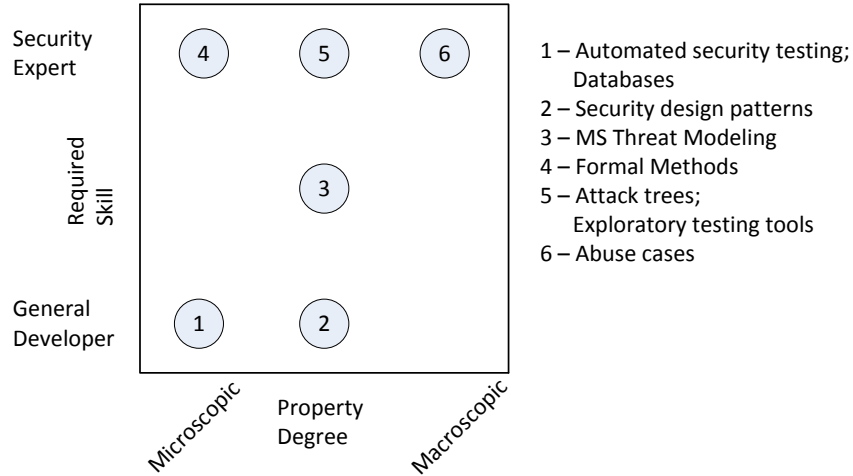 Security
Expert
4
5
6
Required
Skill
3
General
Developer
1
2
Microscopic
Property
Degree
Macroscopic
1 – Automated security testing;
Databases
2 – Security design patterns
3 – MS Threat Modeling
4 – Formal Methods
5 – Attack trees;
Exploratory testing tools
6 – Abuse cases